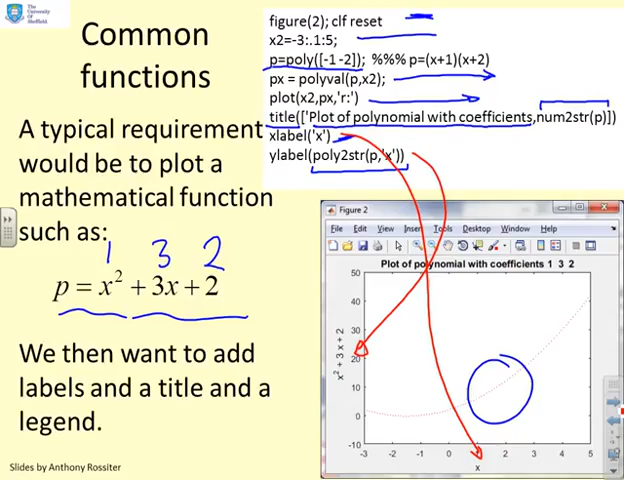 The
University
Of
Sheffield.
Common
functions
A typical requirement
would be to plot a
mathematical function
such as:
1 3 2
p = x² + 3x + 2
We then want to add
labels and a title and a
legend.
Slides by Anthony Rossiter
figure(2); clf reset
x2=-3:.1:5;
p=poly([-1 -2]); %%% p=(x+1)(x+2)
px = polyval(p,x2);
plot(x2,px,'r:')
title(['Plot of polynomial with coefficients,num2str(p)])
xlabel('x')
ylabel(poly2str(p,'x'))
Figure 2
File Edit View Insert Tools Desktop Window Help
Plot of polynomial with coefficients 1 3 2
50
40
30
20
10
0
-10
x² + 3 x + 2
-3 -2 -1 0 1 2 3 4 5
x